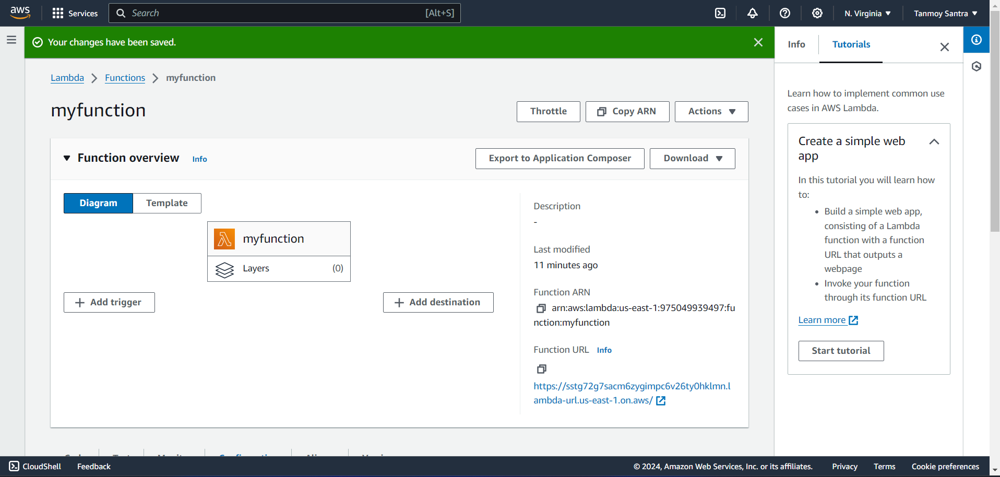 aws
Services
Search
[Alt+S]
N. Virginia
Tanmoy Santra
Your changes have been saved.
Lambda
Functions
myfunction
myfunction
Throttle
Copy ARN
Actions
Function overview
Info
Export to Application Composer
Download
Diagram
Template
myfunction
Layers
(0)
Add trigger
Add destination
Description
-
Last modified
11 minutes ago
Function ARN
arn:aws:lambda:us-east-1:975049939497:fu
nction:myfunction
Function URL Info
https://sstg72g7sacm6zygimpc6v26ty0hklmn.l
ambda-url.us-east-1.on.aws/
Info
Tutorials
Learn how to implement common use
cases in AWS Lambda.
Create a simple web
app
In this tutorial you will learn how
to:
• Build a simple web app,
consisting of a Lambda
function with a function
URL that outputs a
webpage
• Invoke your function
through its function URL
Learn more
Start tutorial
CloudShell
Feedback
© 2024, Amazon Web Services, Inc. or its affiliates.
Privacy
Terms
Cookie preferences